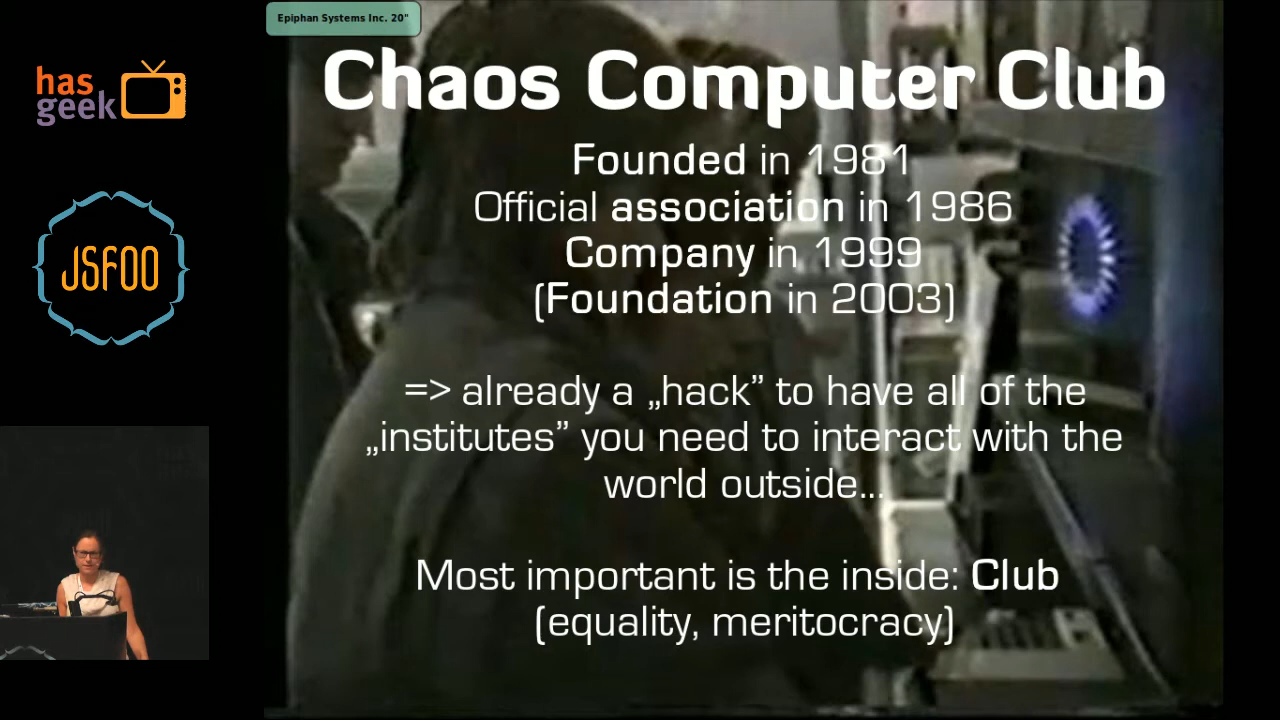 Epiphan Systems Inc. 20"
has
geek
JSFOO
Chaos Computer Club
Founded in 1981
Official association in 1986
Company in 1999
(Foundation in 2003)
=> already a „hack” to have all of the
„institutes” you need to interact with the
world outside...
Most important is the inside: Club
(equality, meritocracy)